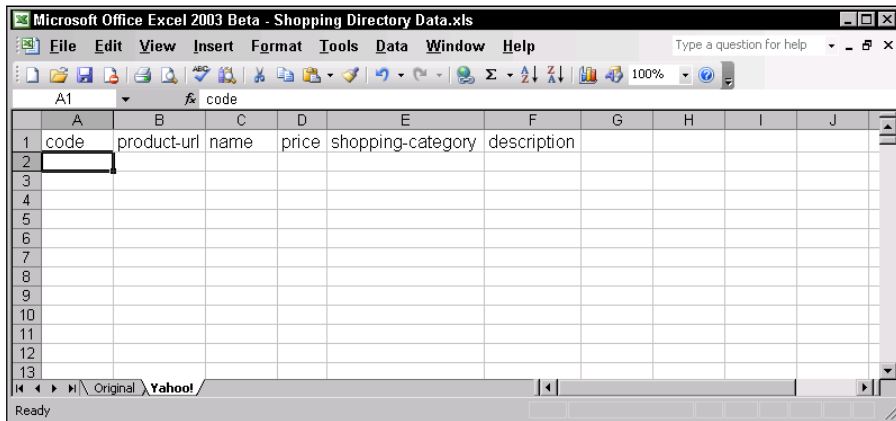 Microsoft Office Excel 2003 Beta - Shopping Directory Data.xls
File Edit View Insert Format Tools Data Window Help Type a question for help
ABC Σ A Z Z A 100% ?
A1 fx code
A B C D E F G H I J
1 code product-url name price shopping-category description
2
3
4
5
6
7
8
9
10
11
12
13
Original Yahoo!
Ready